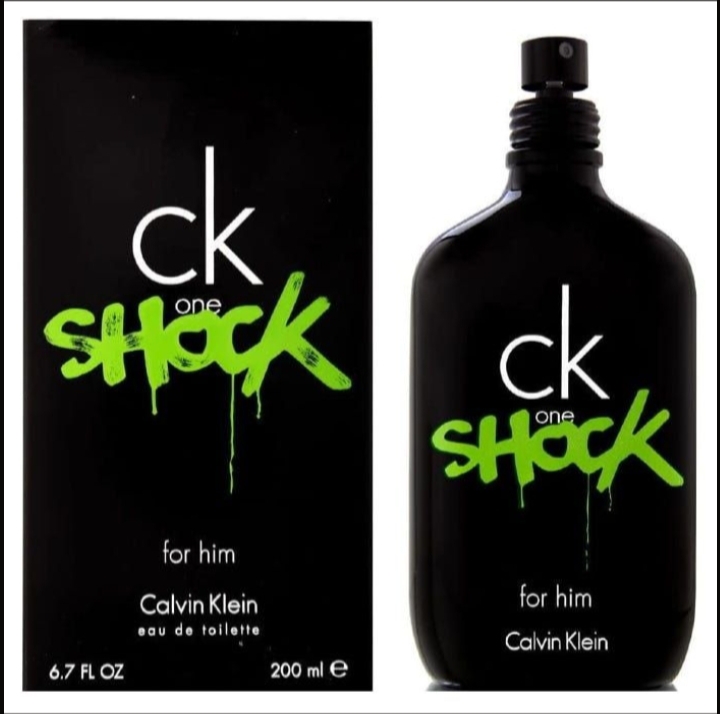 ck
one
SHOCK
for him
Calvin Klein
eau de toilette
6.7 FL OZ 200 ml e
ck
one
SHOCK
for him
Calvin Klein